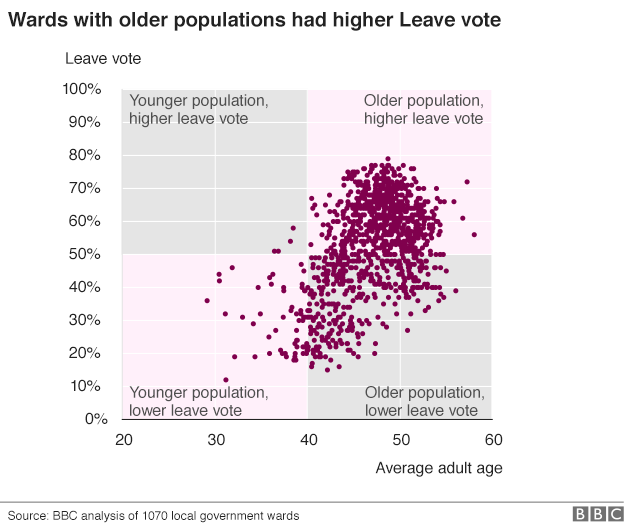 Wards with older populations had higher Leave vote
Leave vote
100%
90%
80%
70%
60%
50%
40%
30%
20%
10%
0%
Younger population,
higher leave vote
Older population,
higher leave vote
Younger population,
lower leave vote
Older population,
lower leave vote
20
30
40
50
60
Average adult age
Source: BBC analysis of 1070 local government wards
BBC